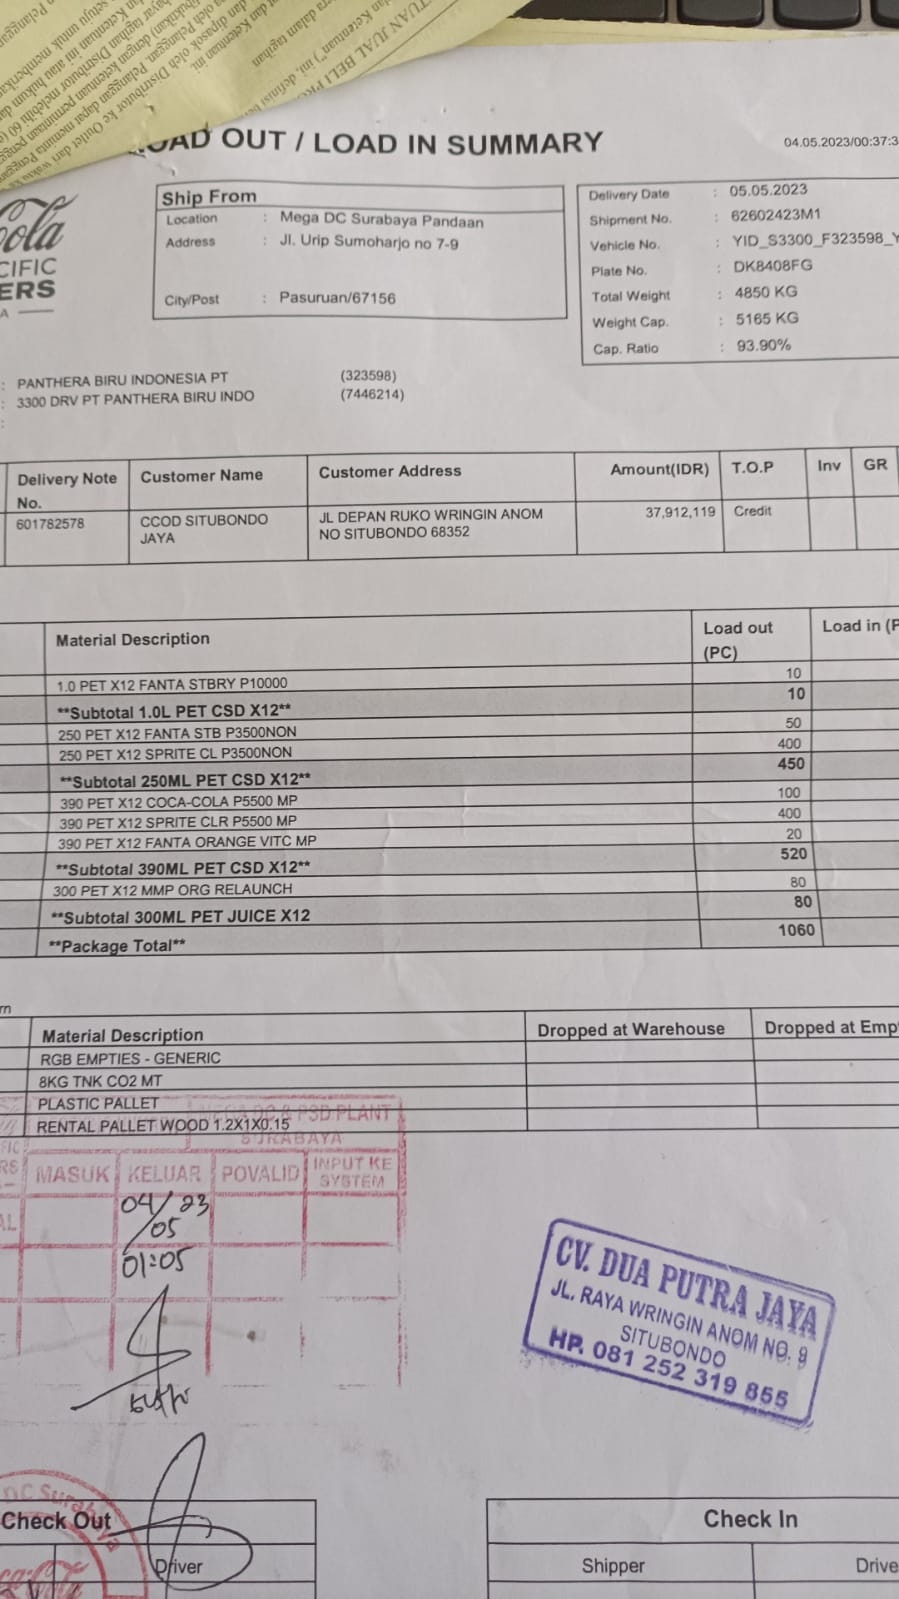 LOAD OUT / LOAD IN SUMMARY
04.05.2023/00:37:3
Cola
CIFIC
ERS
A
Ship From
Location : Mega DC Surabaya Pandaan
Address : Jl. Urip Sumoharjo no 7-9
City/Post : Pasuruan/67156
Delivery Date : 05.05.2023
Shipment No. : 62602423M1
Vehicle No. : YID_S3300_F323598_Y
Plate No. : DK8408FG
Total Weight : 4850 KG
Weight Cap. : 5165 KG
Cap. Ratio : 93.90%
: PANTHERA BIRU INDONESIA PT (323598)
: 3300 DRV PT PANTHERA BIRU INDO (7446214)
:
Delivery Note No. Customer Name Customer Address Amount(IDR) T.O.P Inv GR
601782578 CCOD SITUBONDO JAYA JL DEPAN RUKO WRINGIN ANOM NO SITUBONDO 68352 37,912,119 Credit
Material Description Load out (PC) Load in (P
1.0 PET X12 FANTA STBRY P10000 10
**Subtotal 1.0L PET CSD X12** 10
250 PET X12 FANTA STB P3500NON 50
250 PET X12 SPRITE CL P3500NON 400
**Subtotal 250ML PET CSD X12** 450
390 PET X12 COCA-COLA P5500 MP 100
390 PET X12 SPRITE CLR P5500 MP 400
390 PET X12 FANTA ORANGE VITC MP 20
**Subtotal 390ML PET CSD X12** 520
300 PET X12 MMP ORG RELAUNCH 80
**Subtotal 300ML PET JUICE X12 80
**Package Total** 1060
rn
Material Description Dropped at Warehouse Dropped at Emp
RGB EMPTIES - GENERIC
8KG TNK CO2 MT
PLASTIC PALLET
RENTAL PALLET WOOD 1.2X1X0.15
MEGA DC & PSD PLANT
SURABAYA
MASUK KELUAR POVALID INPUT KE SYSTEM
04/05 23
01:05
CV. DUA PUTRA JAYA
JL. RAYA WRINGIN ANOM NO. 9
SITUBONDO
HP. 081 252 319 855
DC Surabaya
Check Out
Driver
Check In
Shipper Drive